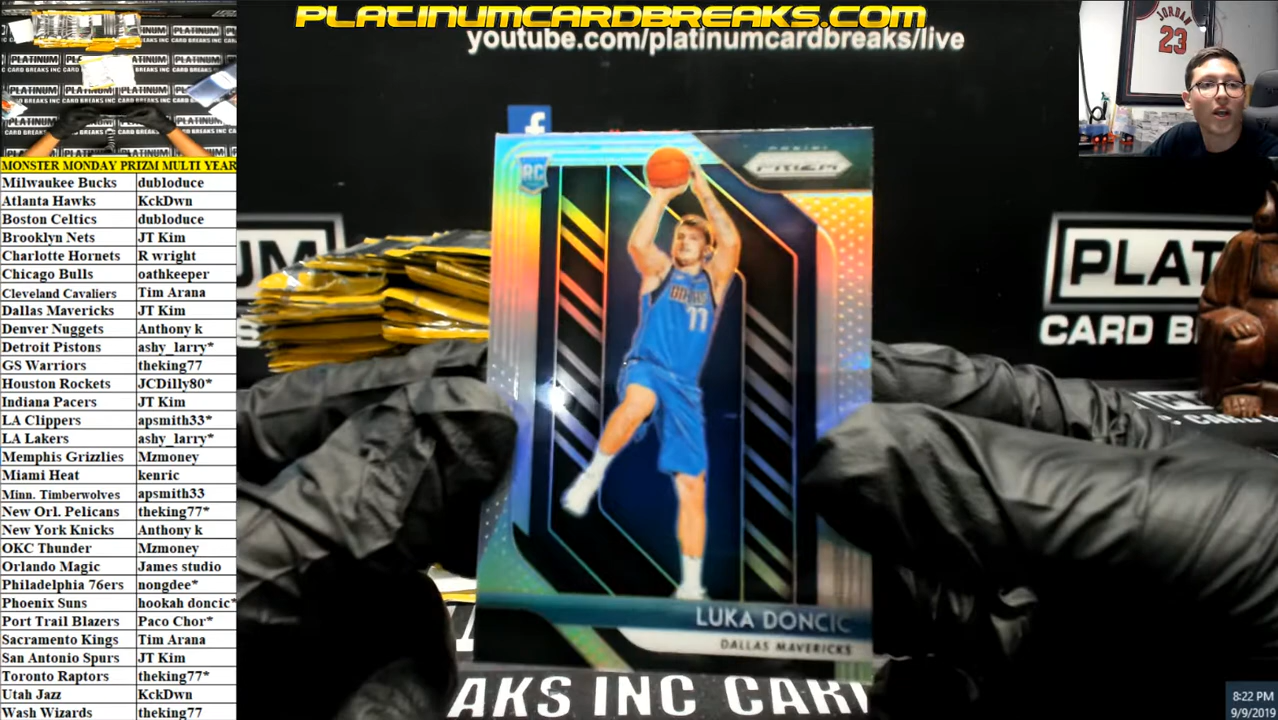 PLATINUMCARDBREAKS.COM
youtube.com/platinumcardbreaks/live
JORDAN
23
MONSTER MONDAY PRIZM MULTI YEAR
Milwaukee Bucks dubloduce
Atlanta Hawks KckDwn
Boston Celtics dubloduce
Brooklyn Nets JT Kim
Charlotte Hornets R wright
Chicago Bulls oathkeeper
Cleveland Cavaliers Tim Arana
Dallas Mavericks JT Kim
Denver Nuggets Anthony k
Detroit Pistons ashy_larry*
GS Warriors theking77
Houston Rockets JCDilly80*
Indiana Pacers JT Kim
LA Clippers apsmith33*
LA Lakers ashy_larry*
Memphis Grizzlies Mzmoney
Miami Heat kenric
Minn. Timberwolves apsmith33
New Orl. Pelicans theking77*
New York Knicks Anthony k
OKC Thunder Mzmoney
Orlando Magic James studio
Philadelphia 76ers nongdee*
Phoenix Suns hookah doncic*
Port Trail Blazers Paco Chor*
Sacramento Kings Tim Arana
San Antonio Spurs JT Kim
Toronto Raptors theking77*
Utah Jazz KckDwn
Wash Wizards theking77
f
RC
PRIZM
77
LUKA DONCIC
DALLAS MAVERICKS
PLAT
CARD B
AKS INC CARD
8:22 PM
9/9/2019